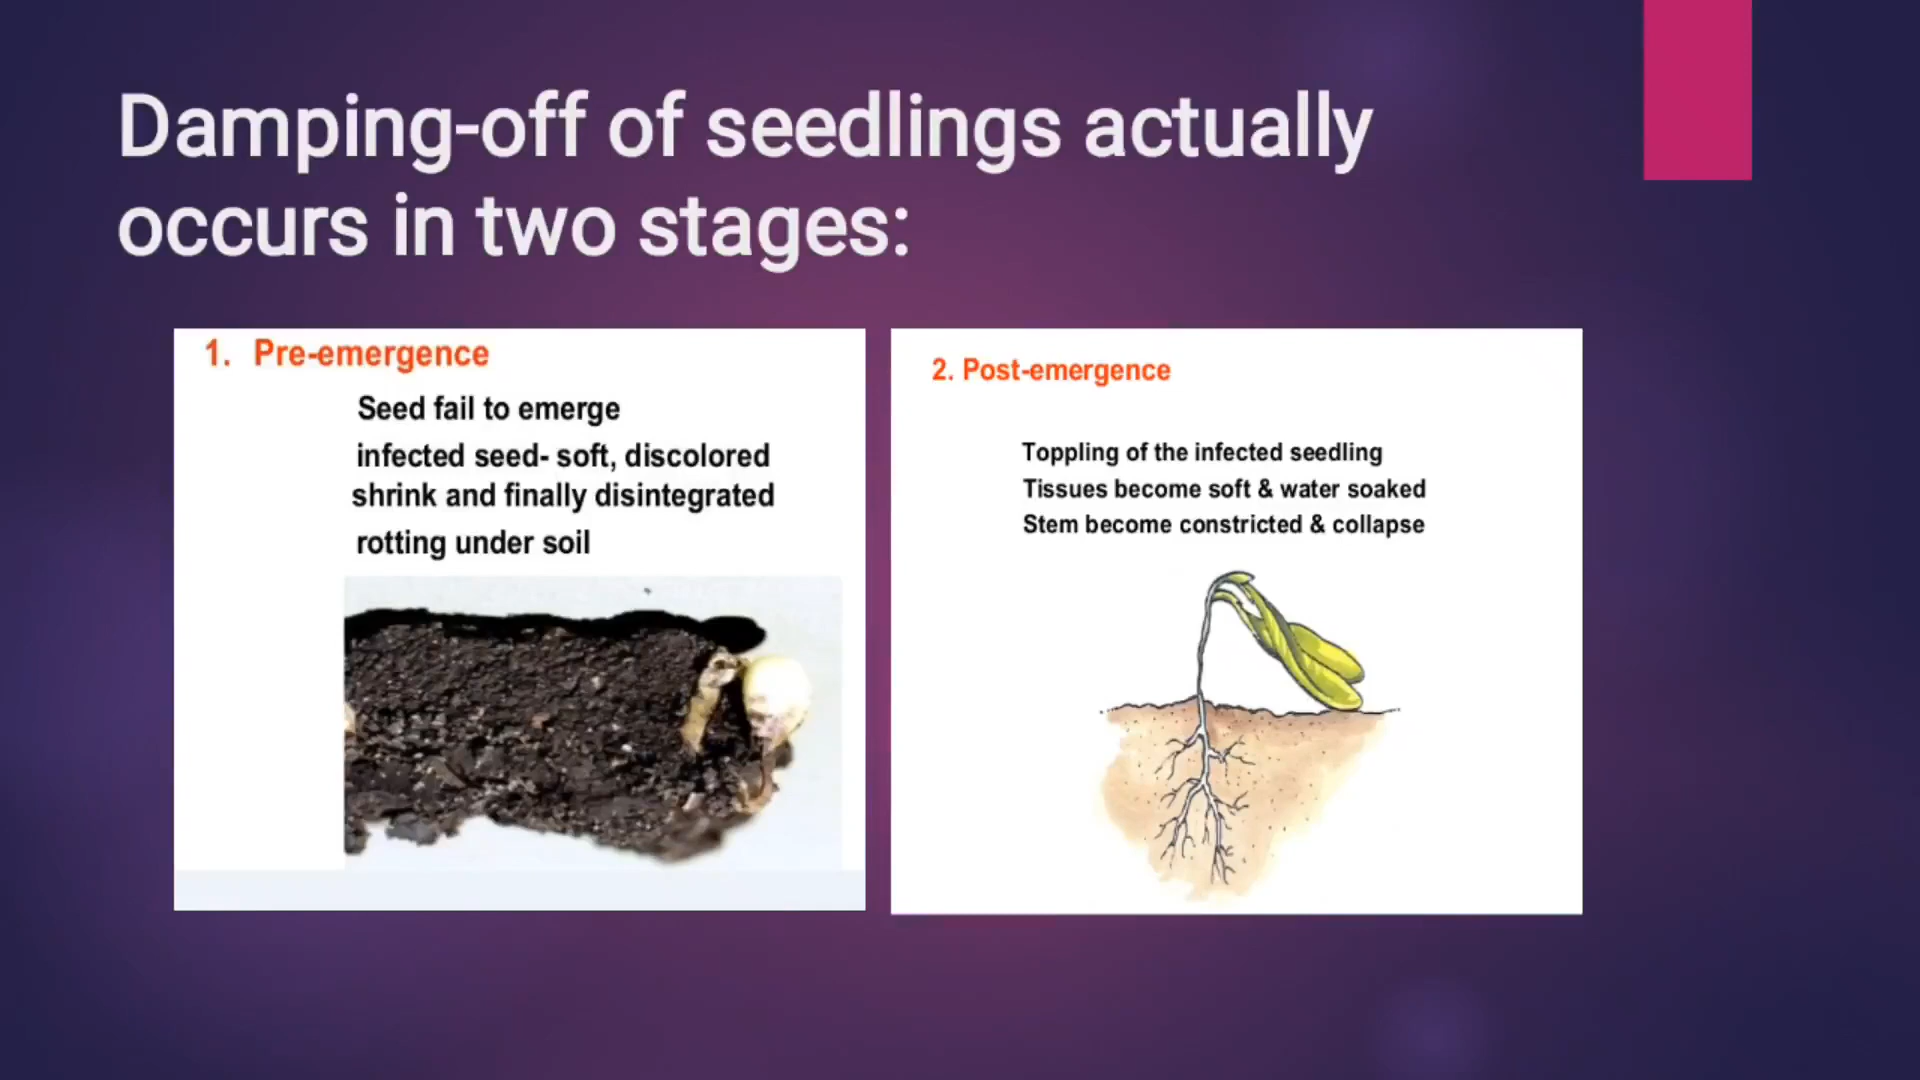 Damping-off of seedlings actually
occurs in two stages:
1. Pre-emergence
Seed fail to emerge
infected seed- soft, discolored
shrink and finally disintegrated
rotting under soil
2. Post-emergence
Toppling of the infected seedling
Tissues become soft & water soaked
Stem become constricted & collapse